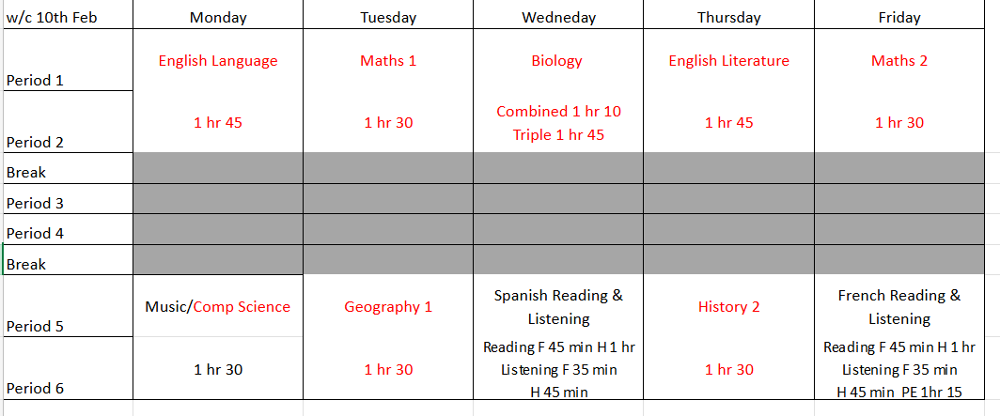 w/c 10th Feb Monday Tuesday Wedneday Thursday Friday
English Language Maths 1 Biology English Literature Maths 2
Period 1
Combined 1 hr 10
1 hr 45 1 hr 30 1 hr 45 1 hr 30
Triple 1 hr 45
Period 2
Break
Period 3
Period 4
Break
Spanish Reading & French Reading &
Music/Comp Science Geography 1 History 2
Listening Listening
Period 5
Reading F 45 min H 1 hr Reading F 45 min H 1 hr
1 hr 30 1 hr 30 Listening F 35 min 1 hr 30 Listening F 35 min
Period 6 H 45 min H 45 min PE 1hr 15